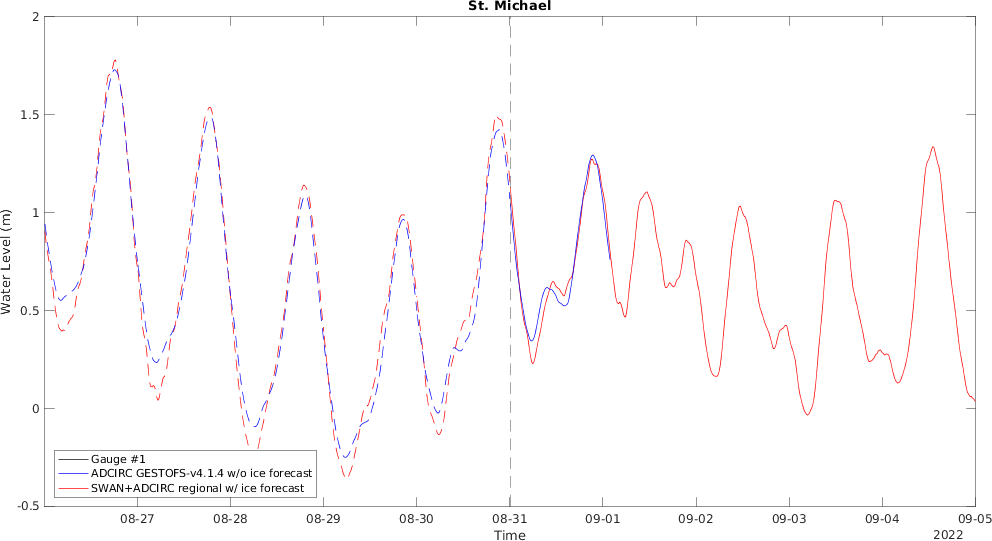 St. Michael
2
1.5
1
0.5
0
-0.5
Water Level (m)
Gauge #1
ADCIRC GESTOFS-v4.1.4 w/o ice forecast
SWAN+ADCIRC regional w/ ice forecast
08-27 08-28 08-29 08-30 08-31 09-01 09-02 09-03 09-04 09-05
Time
2022